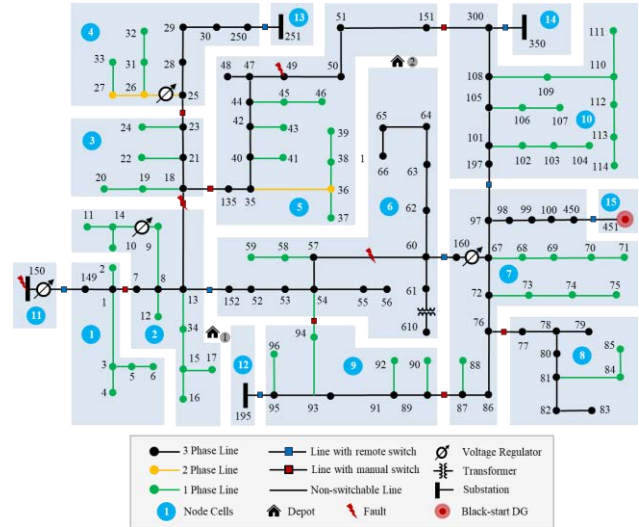 32 29 30 250 13 251 51 151 300 14 350 111
4 33 31 28 48 47 49 50 2 108 110
27 26 25 44 45 46 105 109 112
24 23 42 43 39 65 64 106 107 10
3 22 21 40 41 38 1 66 63 101 102 103 104 113
20 19 18 36 62 197 114
135 35 5 37 6 97 98 99 100 450 15 451
11 14 10 9 59 58 57 60 160 67 68 69 70 71
150 149 2 1 7 8 13 152 52 53 54 55 56 61 72 7
11 12 34 1 94 610 73 74 75
1 3 5 6 2 15 17 12 96 9 92 90 88 76 77 78 79 8
4 16 195 95 93 91 89 87 86 80 81 85 84
82 83
3 Phase Line
Line with remote switch
Voltage Regulator
2 Phase Line
Line with manual switch
Transformer
1 Phase Line
Non-switchable Line
Substation
1 Node Cells
Depot
Fault
Black-start DG